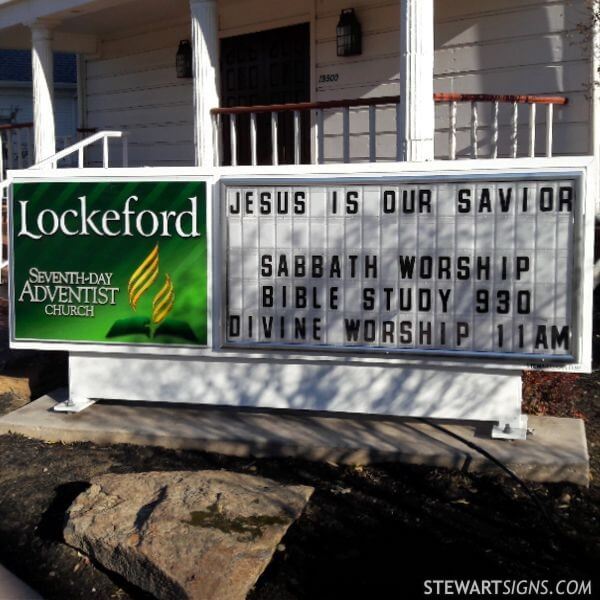 13500
Lockeford
SEVENTH-DAY
ADVENTIST
CHURCH
JESUS IS OUR SAVIOR
SABBATH WORSHIP
BIBLE STUDY 930
DIVINE WORSHIP 11AM
STEWARTSIGNS.COM